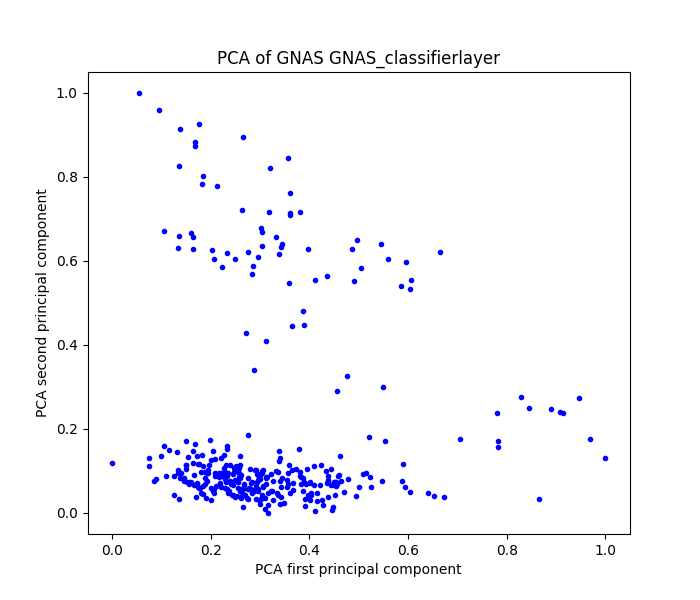 PCA of GNAS GNAS_classifierlayer
1.0
0.8
0.6
0.4
0.2
0.0
PCA second principal component
0.0 0.2 0.4 0.6 0.8 1.0
PCA first principal component